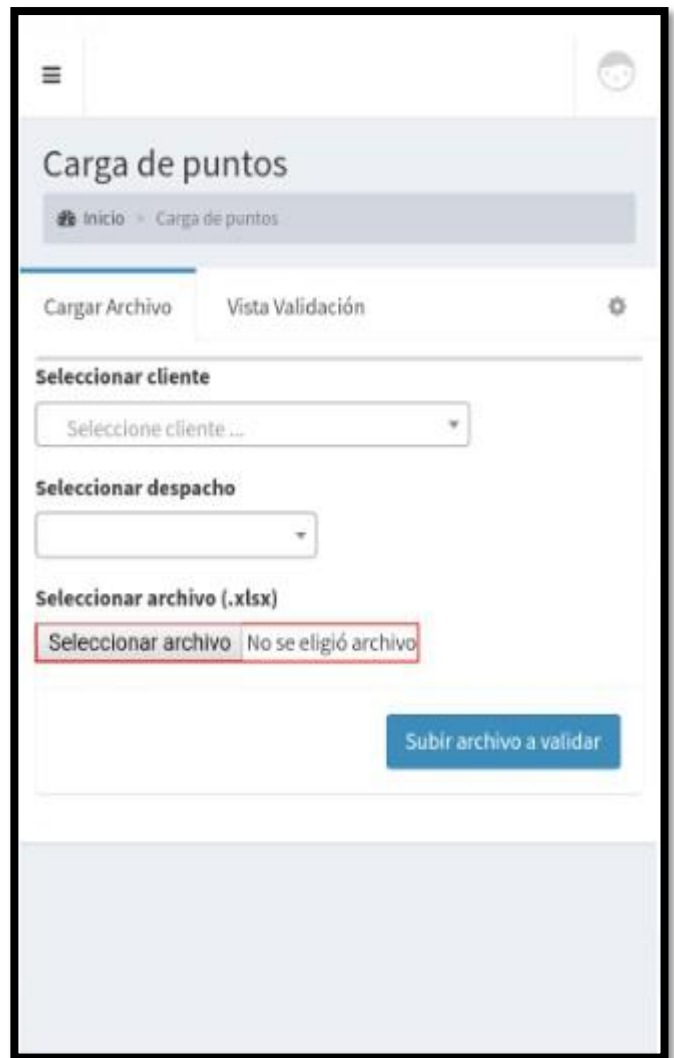 Carga de puntos
Inicio > Carga de puntos
Cargar Archivo Vista Validación
Seleccionar cliente
Seleccione cliente ...
Seleccionar despacho
Seleccionar archivo (.xlsx)
Seleccionar archivo No se eligió archivo
Subir archivo a validar